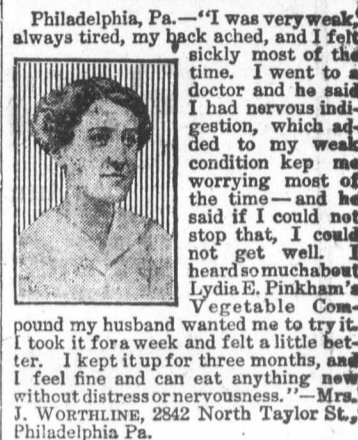 Philadelphia, Pa.—"I was very weak,
always tired, my back ached, and I felt
sickly most of the
time. I went to a
doctor and he said
I had nervous indi-
gestion, which ad-
ded to my weak
condition kep me
worrying most of
the time—and he
said if I could not
stop that, I could
not get well. I
heard so much about
Lydia E. Pinkham's
Vegetable Com-
pound my husband wanted me to try it.
I took it for a week and felt a little bet-
ter. I kept it up for three months, and
I feel fine and can eat anything now
without distress or nervousness."—Mrs.
J. WORTHLINE, 2842 North Taylor St.,
Philadelphia Pa.